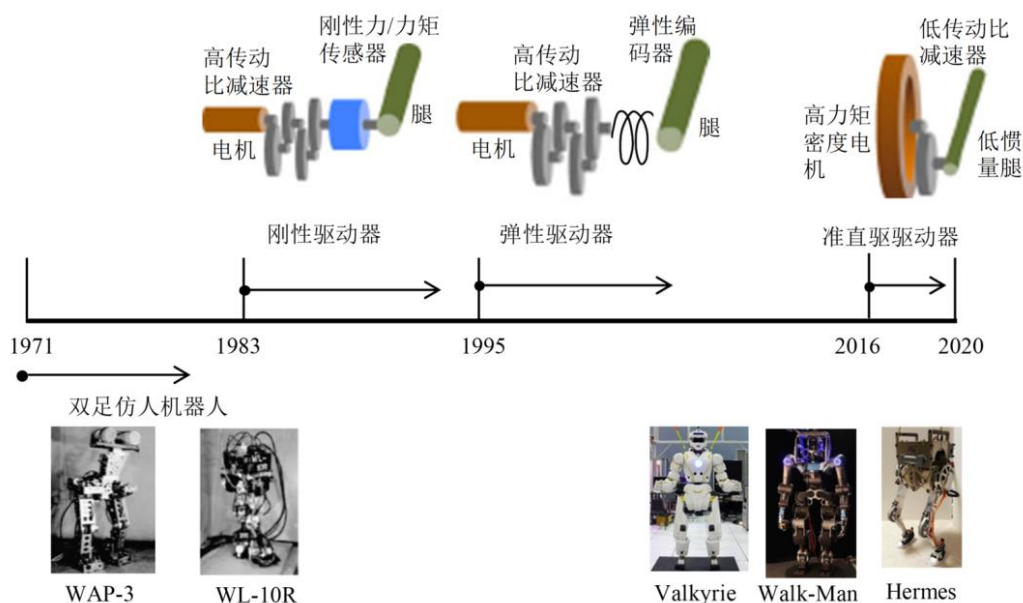 高传动
比减速器
刚性力/力矩
传感器
电机
腿
高传动
比减速器
弹性编
码器
电机
腿
低传动比
减速器
高力矩
密度电
机
低惯
量腿
刚性驱动器
弹性驱动器
准直驱驱动器
1971
1983
1995
2016
2020
双足仿人机器人
WAP-3
WL-10R
Valkyrie
Walk-Man
Hermes